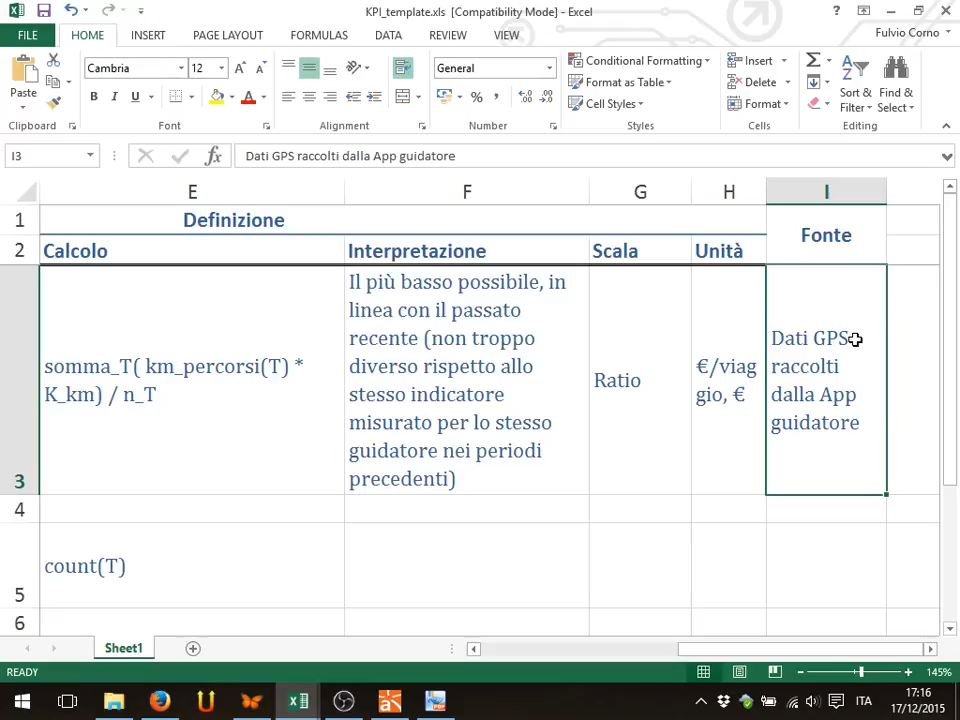 KPI_template.xls [Compatibility Mode] - Excel
?
FILE
HOME
INSERT
PAGE LAYOUT
FORMULAS
DATA
REVIEW
VIEW
Fulvio Corno
Paste
Clipboard
Cambria
12
B I U
Font
Alignment
General
%
Number
Conditional Formatting
Format as Table
Cell Styles
Styles
Insert
Delete
Format
Cells
Sort & Filter
Find & Select
Editing
I3
fx
Dati GPS raccolti dalla App guidatore
E F G H I
1
Definizione
Fonte
2
Calcolo
Interpretazione
Scala
Unità
3
somma_T( km_percorsi(T) *
K_km) / n_T
Il più basso possibile, in
linea con il passato
recente (non troppo
diverso rispetto allo
stesso indicatore
misurato per lo stesso
guidatore nei periodi
precedenti)
Ratio
€/viag
gio, €
Dati GPS
raccolti
dalla App
guidatore
4
5
count(T)
6
Sheet1
READY
145%
ITA
17:16
17/12/2015